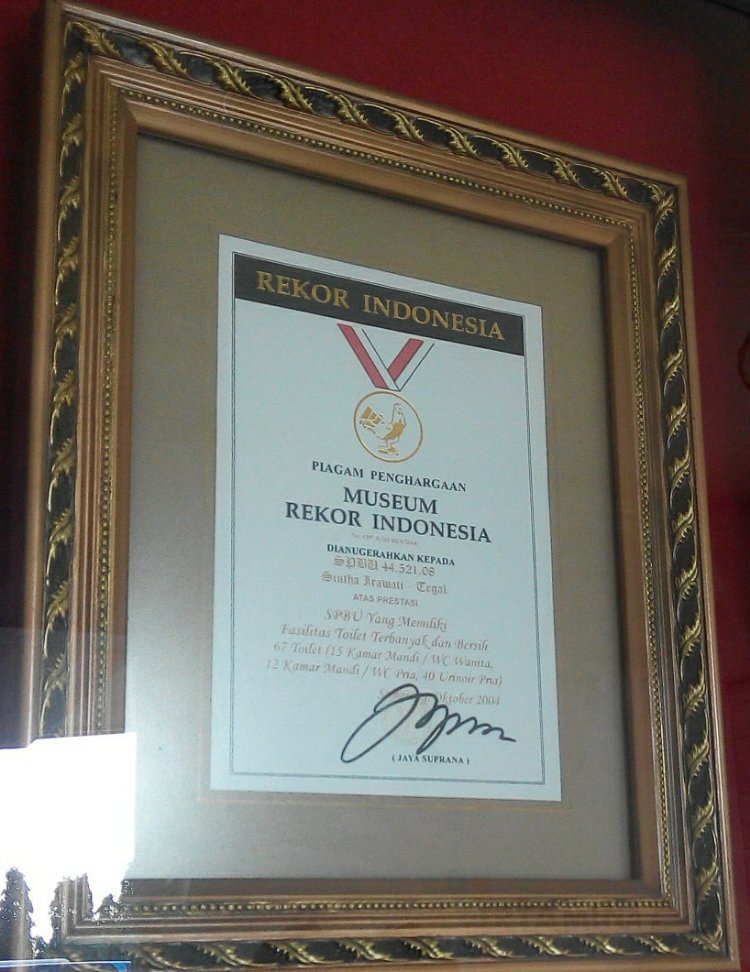 REKOR INDONESIA
PIAGAM PENGHARGAAN
MUSEUM
REKOR INDONESIA
DIANUGERAHKAN KEPADA
SPBU 44.521.08
Sintha Irawati - Tegal
ATAS PRESTASI
SPBU Yang Memiliki
Fasilitas Toilet Terbanyak dan Bersih
67 Toilet (15 Kamar Mandi / WC Wanita,
12 Kamar Mandi / WC Pria, 40 Urinoir Pria)
Oktober 2004
( JAYA SUPRANA )